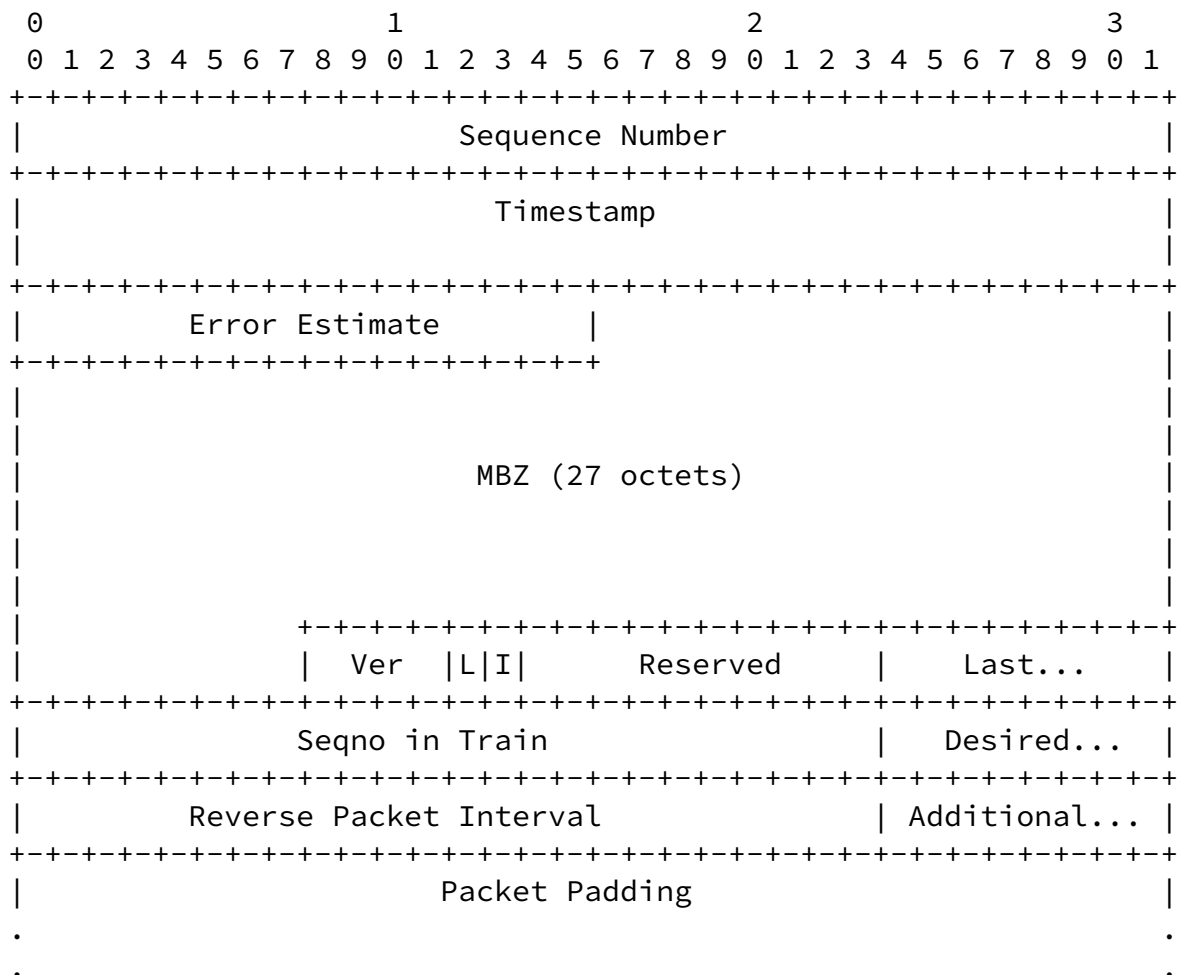 0                   1                   2                   3
 0 1 2 3 4 5 6 7 8 9 0 1 2 3 4 5 6 7 8 9 0 1 2 3 4 5 6 7 8 9 0 1
+-+-+-+-+-+-+-+-+-+-+-+-+-+-+-+-+-+-+-+-+-+-+-+-+-+-+-+-+-+-+-+-+
|                        Sequence Number                        |
+-+-+-+-+-+-+-+-+-+-+-+-+-+-+-+-+-+-+-+-+-+-+-+-+-+-+-+-+-+-+-+-+
|                          Timestamp                            |
|                                                               |
+-+-+-+-+-+-+-+-+-+-+-+-+-+-+-+-+-+-+-+-+-+-+-+-+-+-+-+-+-+-+-+-+
|         Error Estimate        |                               |
+-+-+-+-+-+-+-+-+-+-+-+-+-+-+-+-+                               |
|                                                               |
|                                                               |
|                         MBZ (27 octets)                       |
|                                                               |
|                                                               |
|                                                               |
|               +-+-+-+-+-+-+-+-+-+-+-+-+-+-+-+-+-+-+-+-+-+-+-+-+
|               |  Ver  |L|I|      Reserved     |    Last...    |
+-+-+-+-+-+-+-+-+-+-+-+-+-+-+-+-+-+-+-+-+-+-+-+-+-+-+-+-+-+-+-+-+
|               Seqno in Train                  |   Desired...  |
+-+-+-+-+-+-+-+-+-+-+-+-+-+-+-+-+-+-+-+-+-+-+-+-+-+-+-+-+-+-+-+-+
|         Reverse Packet Interval               | Additional... |
+-+-+-+-+-+-+-+-+-+-+-+-+-+-+-+-+-+-+-+-+-+-+-+-+-+-+-+-+-+-+-+-+
|                       Packet Padding                          |
.                                                               .
.                                                               .